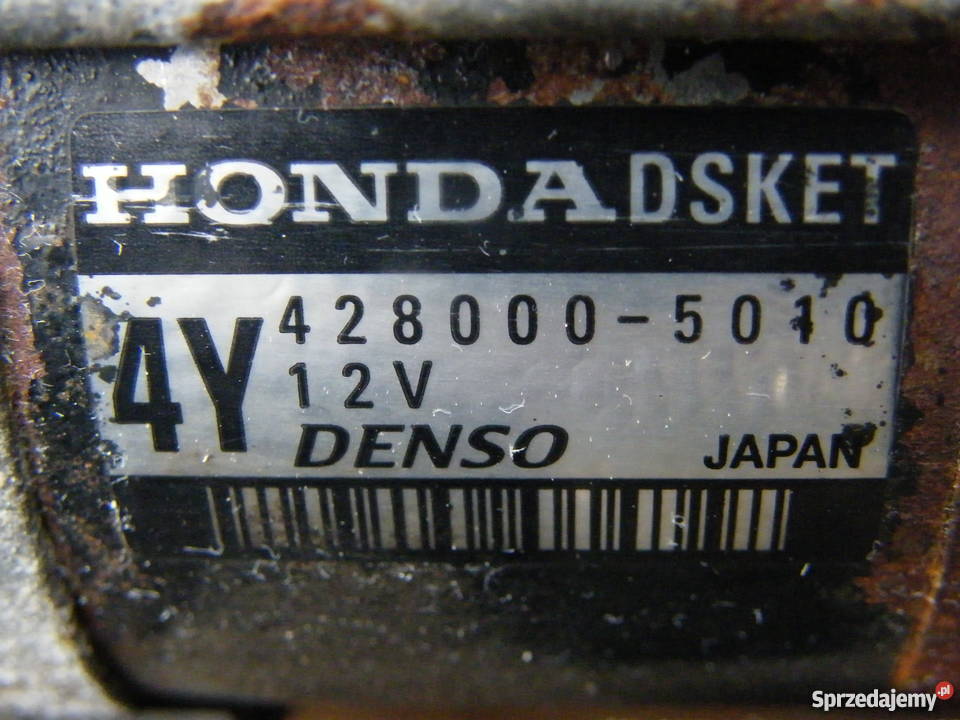 HONDA DSKET
4Y
428000-5010
12V
DENSO JAPAN
Sprzedajemy.pl